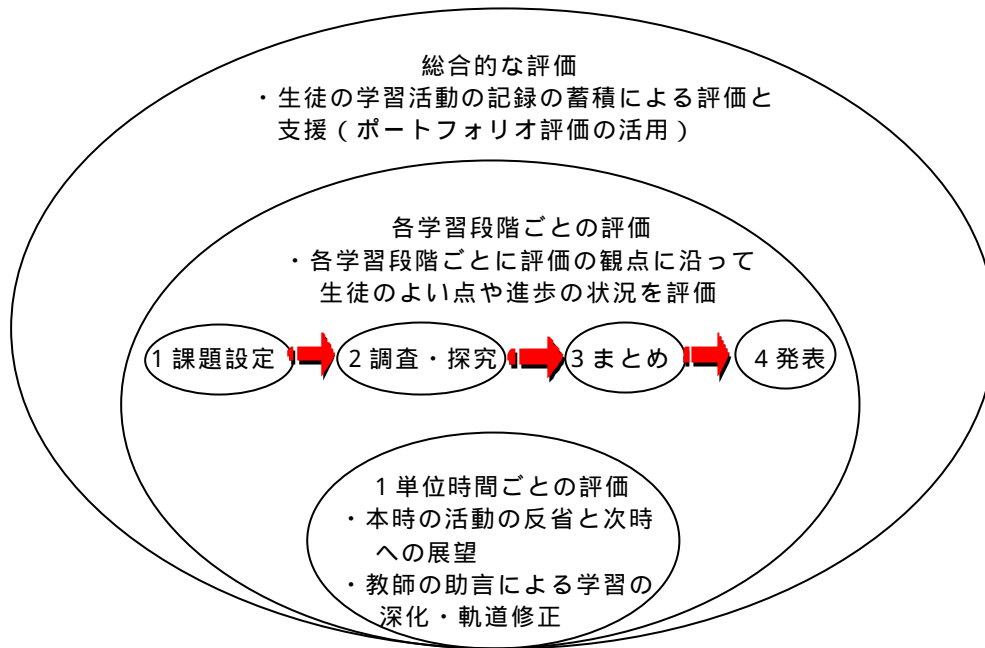 総合的な評価
・生徒の学習活動の記録の蓄積による評価と
支援(ポートフォリオ評価の活用)
各学習段階ごとの評価
・各学習段階ごとに評価の観点に沿って
生徒のよい点や進歩の状況を評価
1課題設定 2調査・探究 3まとめ 4発表
1単位時間ごとの評価
・本時の活動の反省と次時
への展望
・教師の助言による学習の
深化・軌道修正